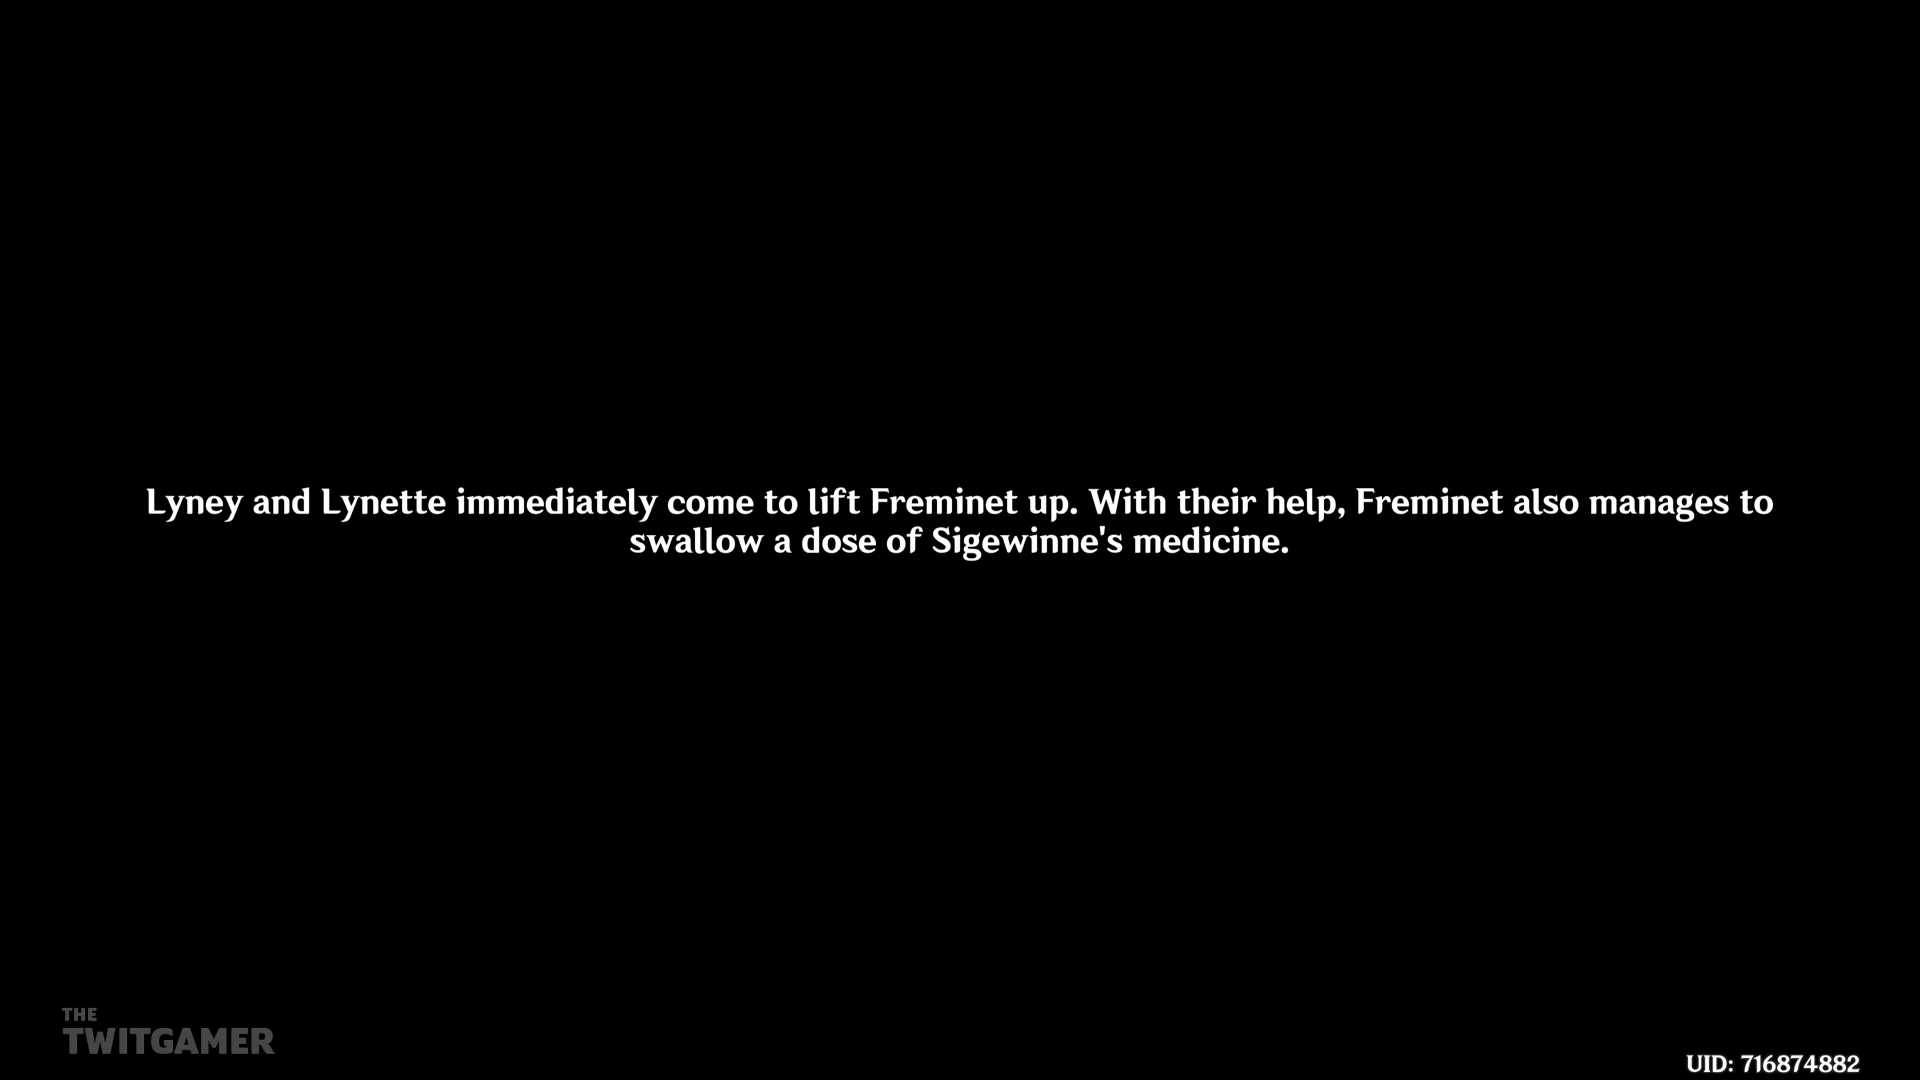 Lyney and Lynette immediately come to lift Freminet up. With their help, Freminet also manages to
swallow a dose of Sigewinne's medicine.
THE
TWITGAMER
UID: 716874882